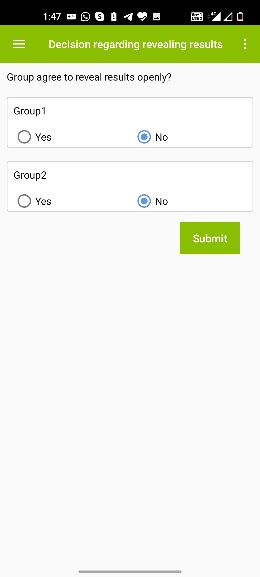 1:47
Decision regarding revealing results
Group agree to reveal results openly?
Group1
Yes No
Group2
Yes No
Submit